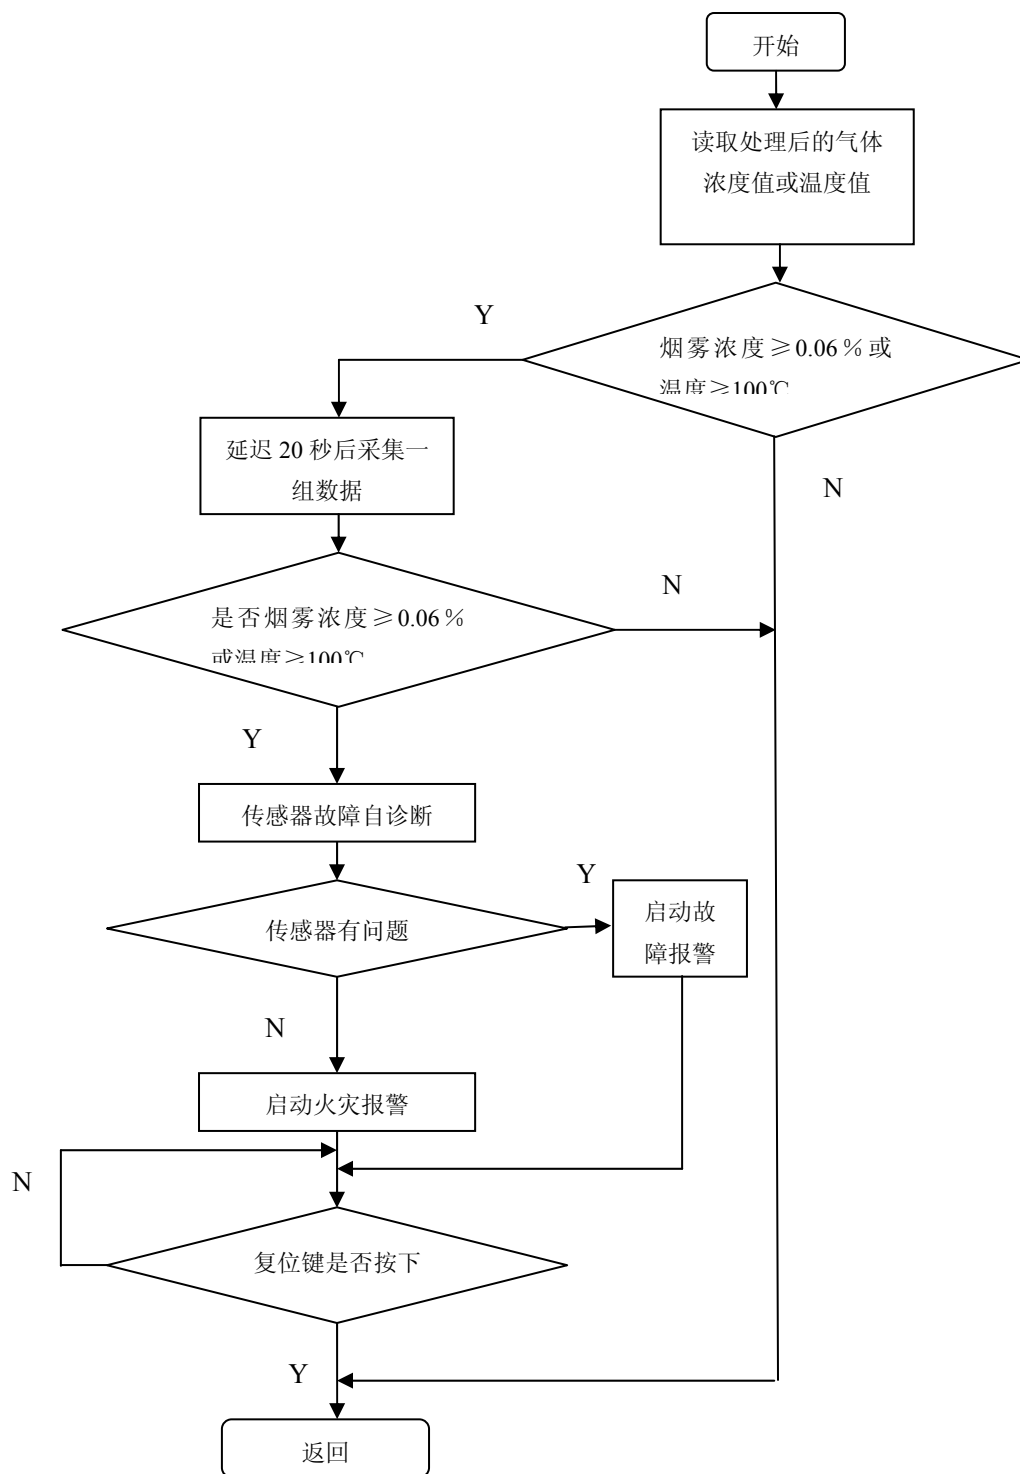 开始
读取处理后的气体
浓度值或温度值
Y
烟雾浓度≥0.06％或
温度≥100℃
延迟 20 秒后采集一
组数据
N
N
是否烟雾浓度≥0.06％
或温度≥100℃
Y
传感器故障自诊断
Y
传感器有问题
启动故
障报警
N
启动火灾报警
N
复位键是否按下
Y
返回